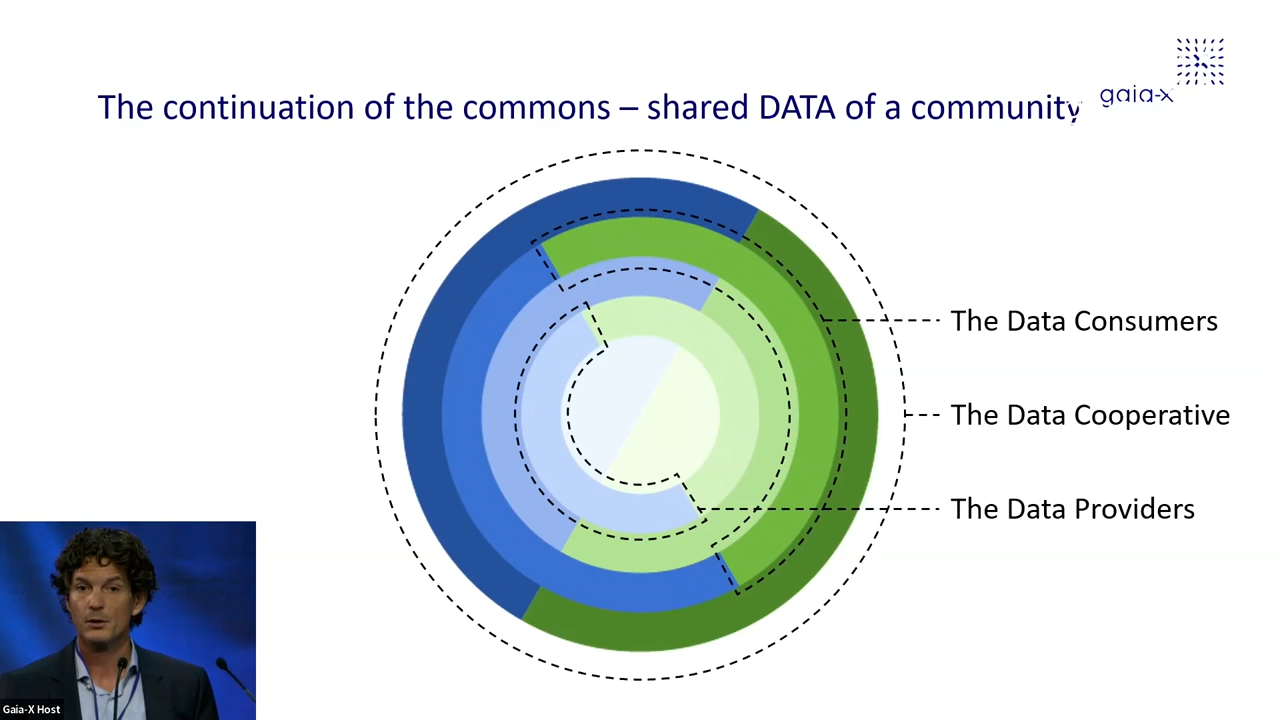 gaia-x
The continuation of the commons – shared DATA of a community
The Data Consumers
The Data Cooperative
The Data Providers
Gaia-X Host